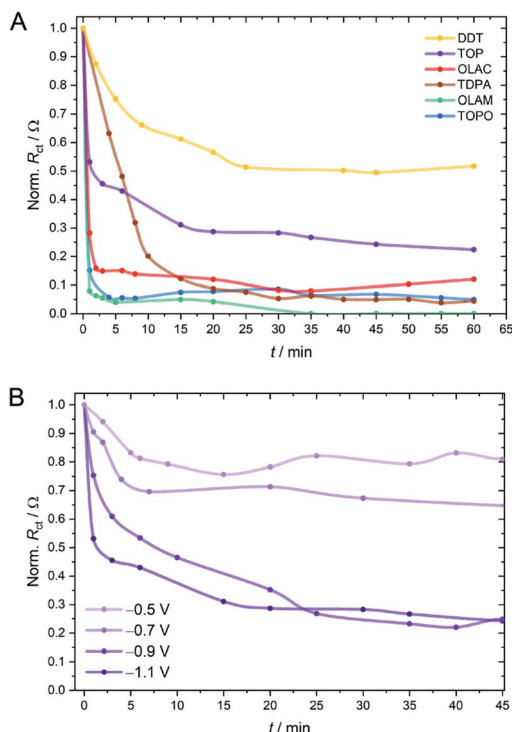 A
1.0
0.9
0.8
0.7
0.6
0.5
0.4
0.3
0.2
0.1
0.0
Norm. Rct / Ω
DDT
TOP
OLAC
TDPA
OLAM
TOPO
0 5 10 15 20 25 30 35 40 45 50 55 60 65
t / min
B
1.0
0.9
0.8
0.7
0.6
0.5
0.4
0.3
0.2
0.1
0.0
Norm. Rct / Ω
–0.5 V
–0.7 V
–0.9 V
–1.1 V
0 5 10 15 20 25 30 35 40 45
t / min